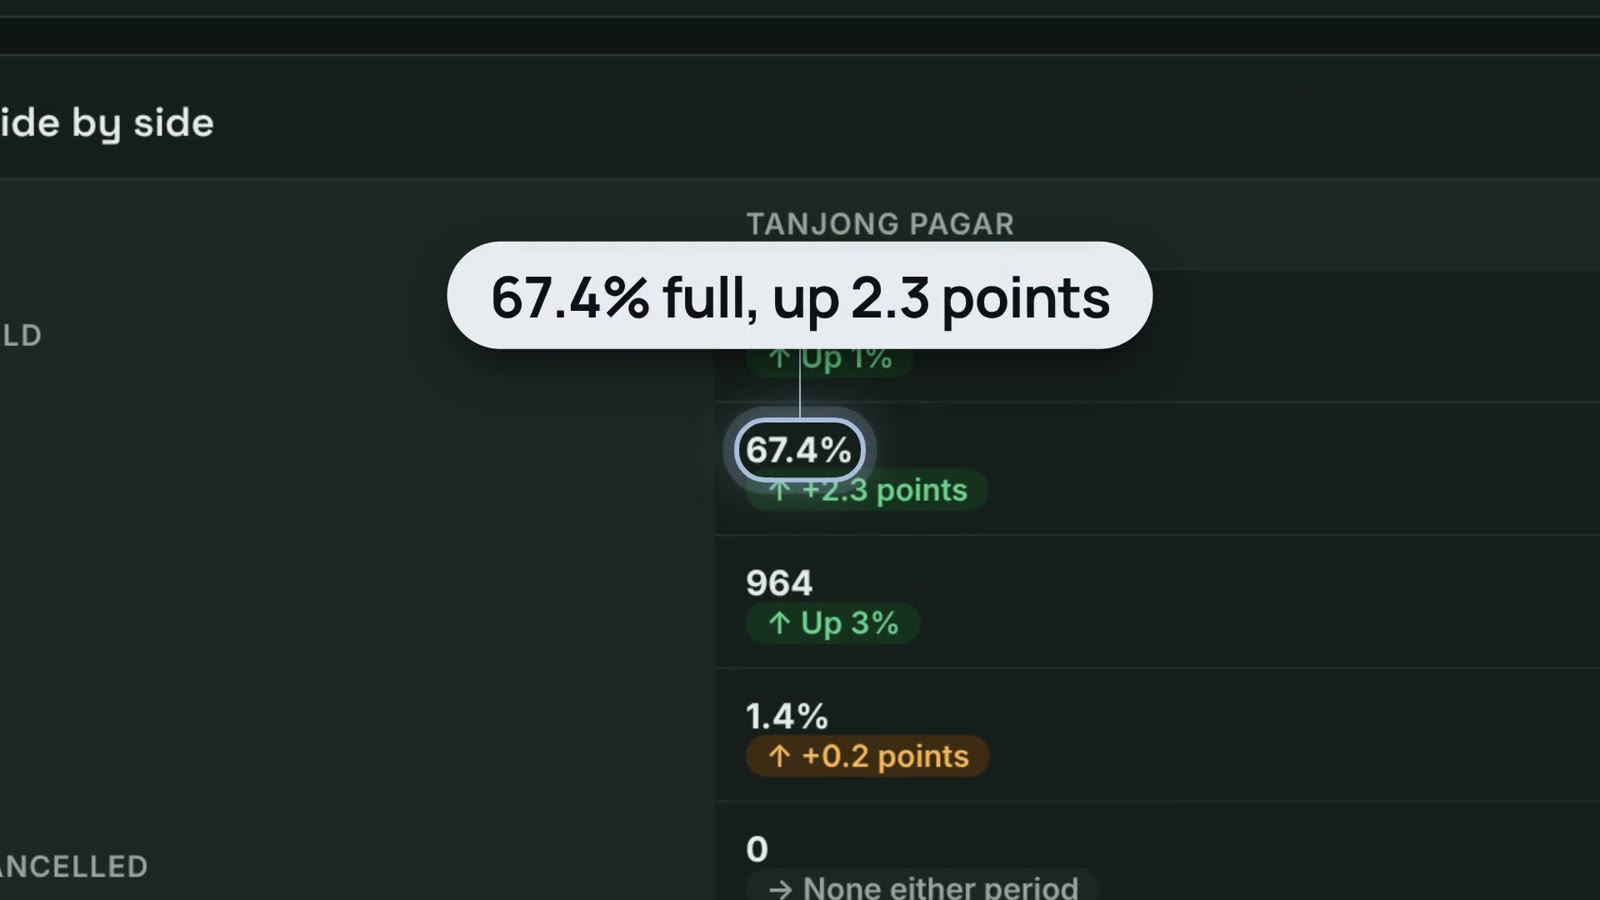 ide by side
TANJONG PAGAR
67.4% full, up 2.3 points
LD
↑ Up 1%
67.4%
↑ +2.3 points
964
↑ Up 3%
1.4%
↑ +0.2 points
0
ANCELLED
→ None either period